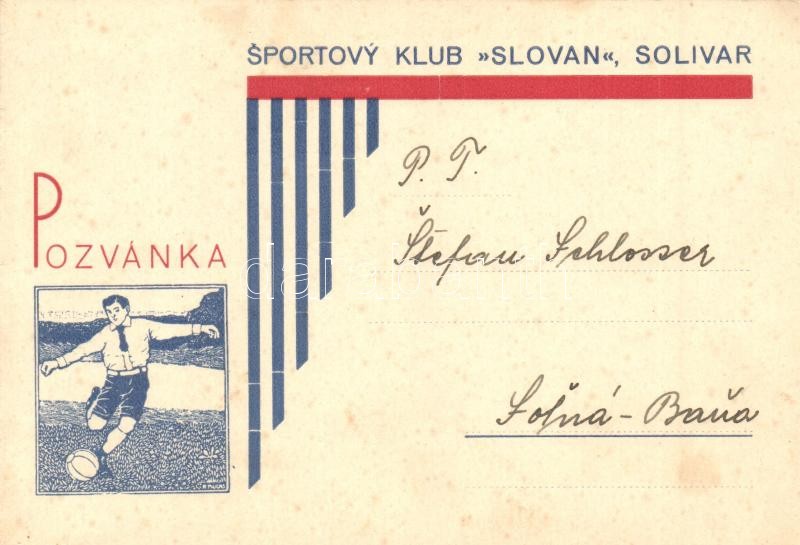 ŠPORTOVÝ KLUB »SLOVAN«, SOLIVAR
POZVÁNKA
P. T.
Štefan Schlosser
Soľná-Baňa